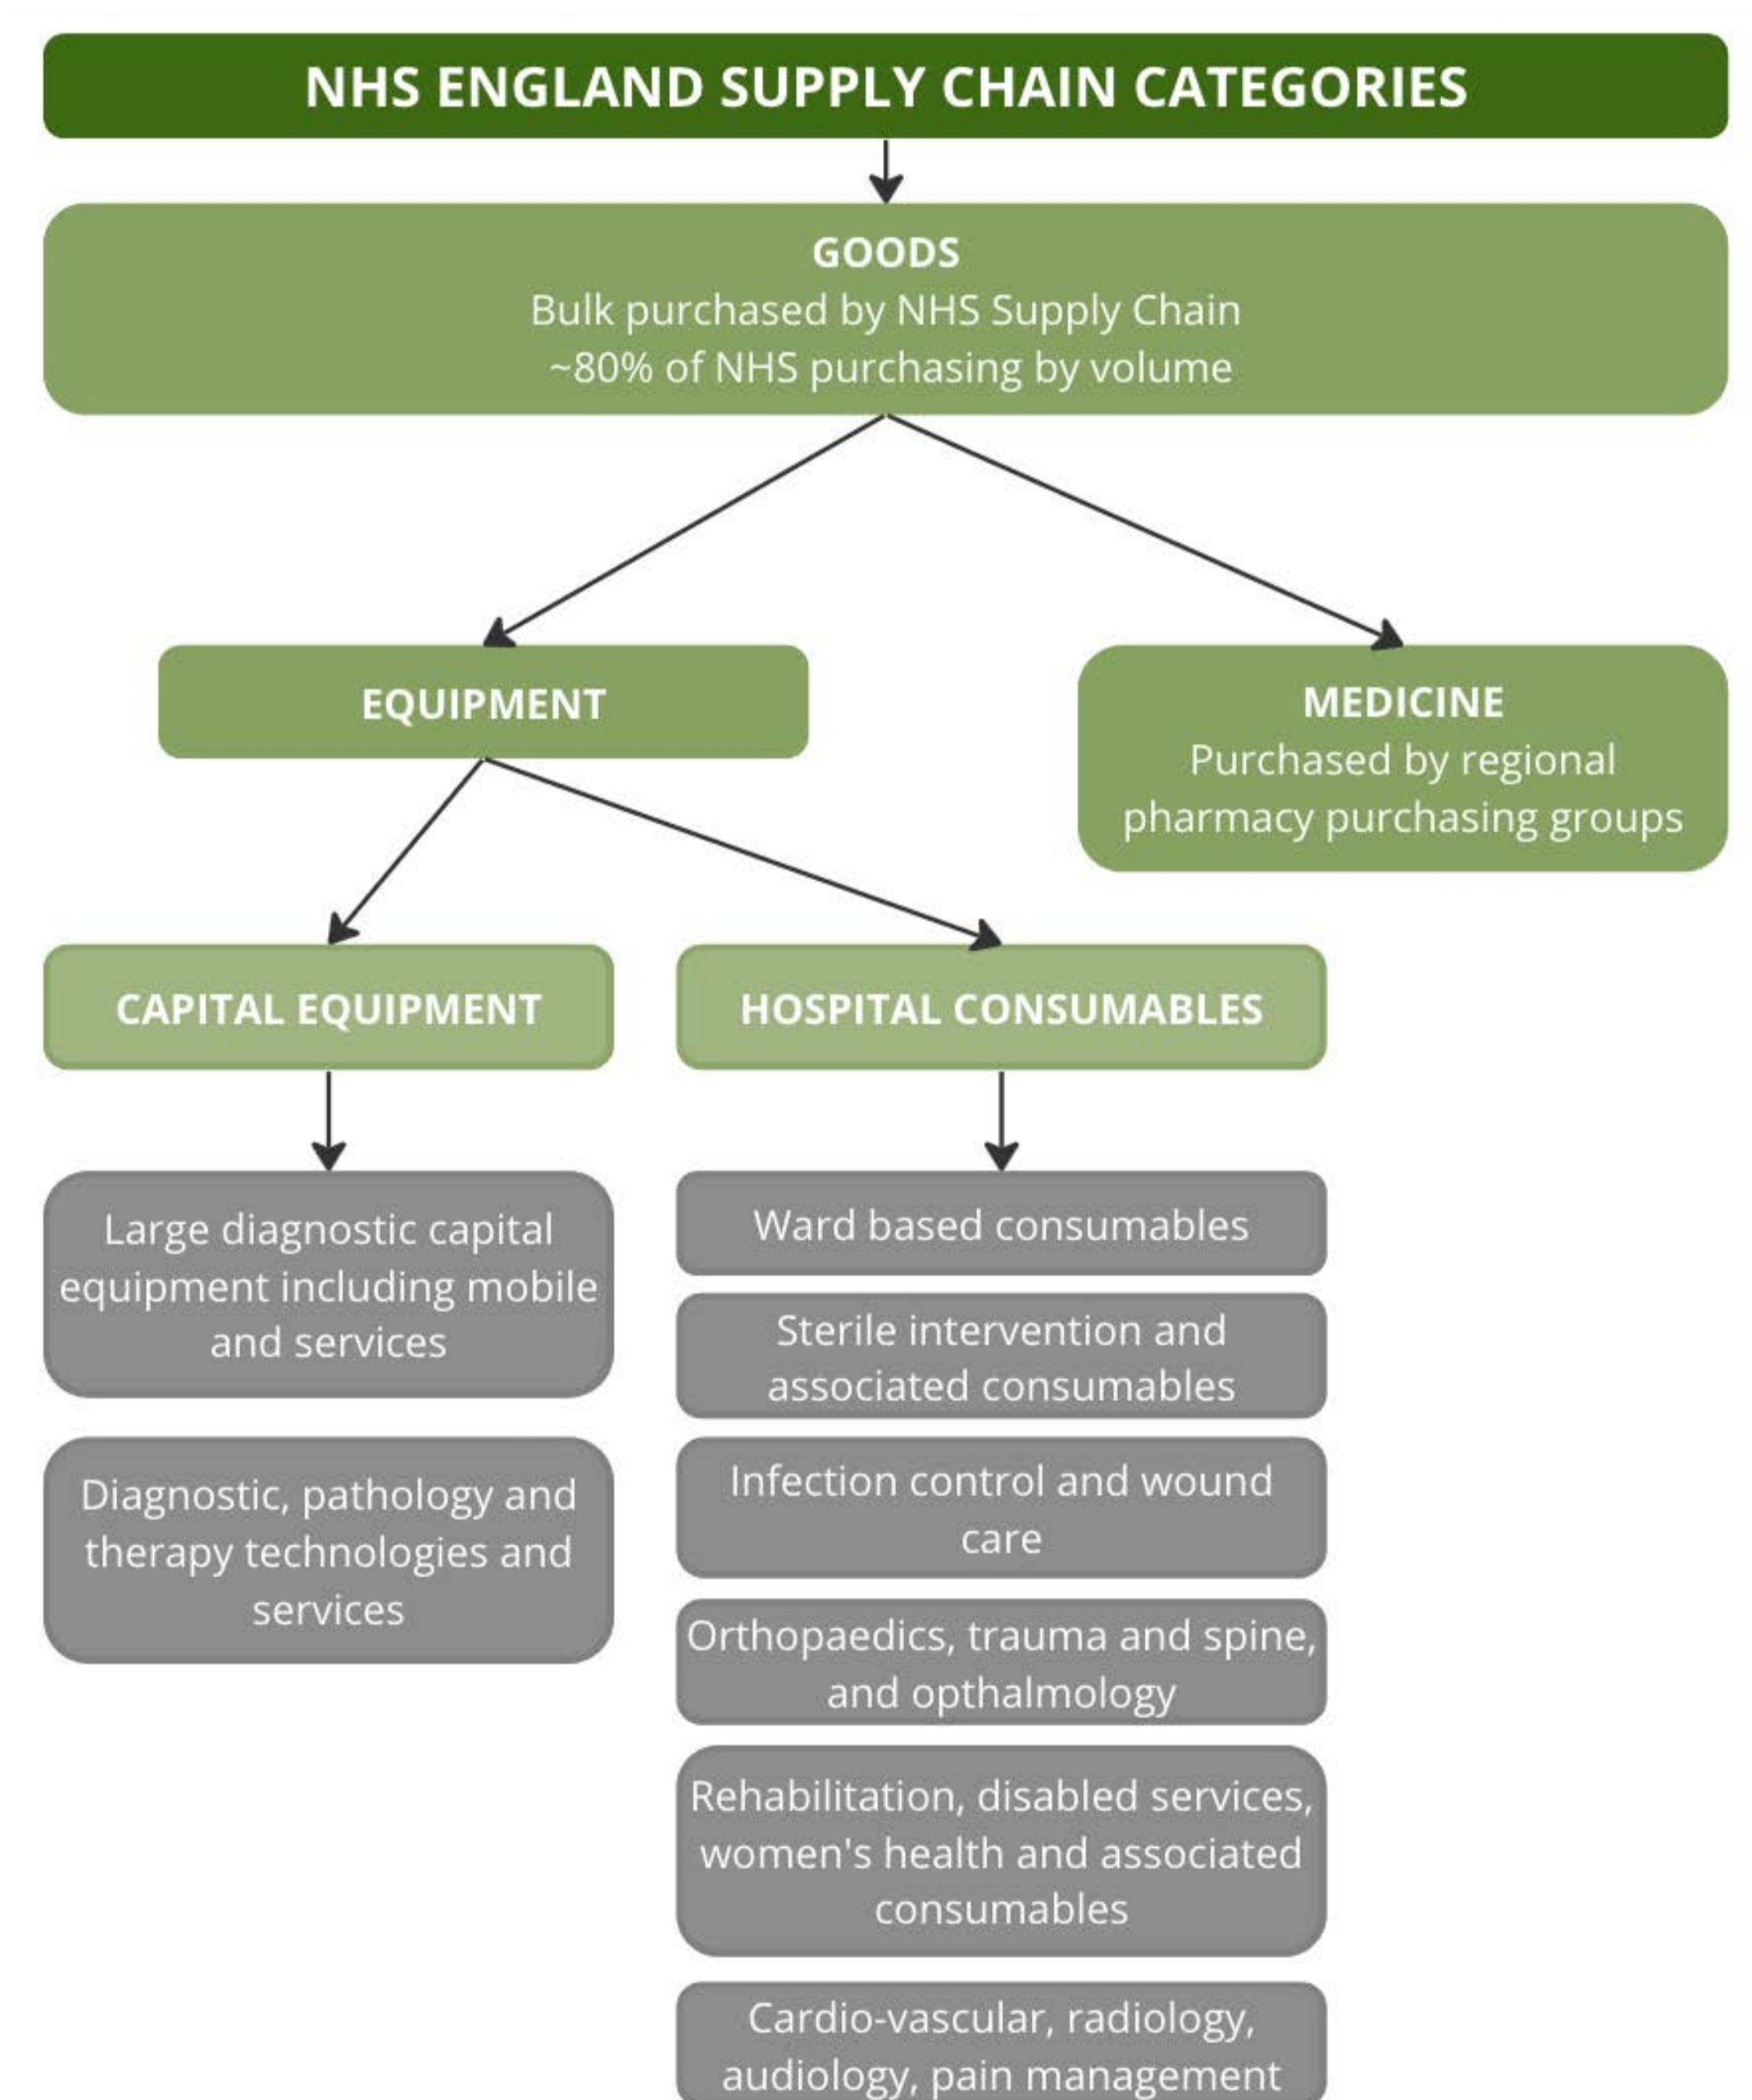 NHS ENGLAND SUPPLY CHAIN CATEGORIES
GOODS
Bulk purchased by NHS Supply Chain
~80% of NHS purchasing by volume
EQUIPMENT
MEDICINE
Purchased by regional
pharmacy purchasing groups
CAPITAL EQUIPMENT
HOSPITAL CONSUMABLES
Large diagnostic capital
equipment including mobile
and services
Diagnostic, pathology and
therapy technologies and
services
Ward based consumables
Sterile intervention and
associated consumables
Infection control and wound
care
Orthopaedics, trauma and spine,
and opthalmology
Rehabilitation, disabled services,
women's health and associated
consumables
Cardio-vascular, radiology,
audiology, pain management